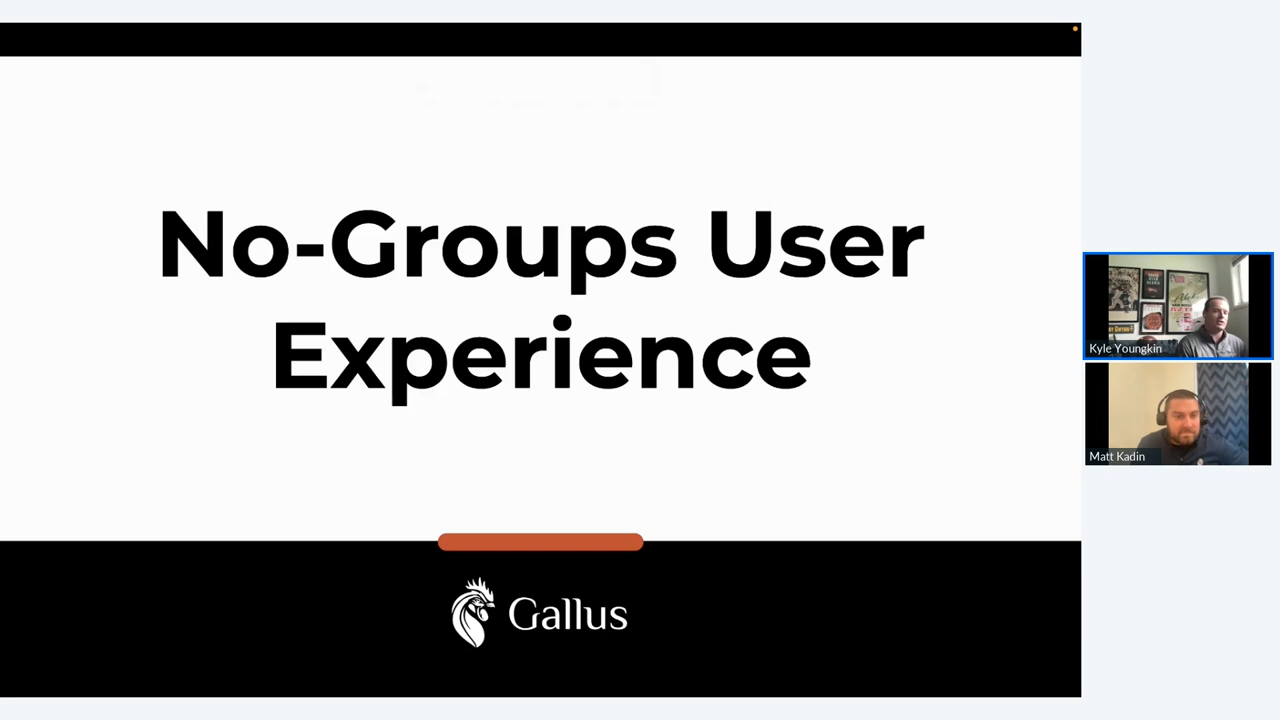 No-Groups User
Experience
Gallus
Kyle Youngkin
Matt Kadin